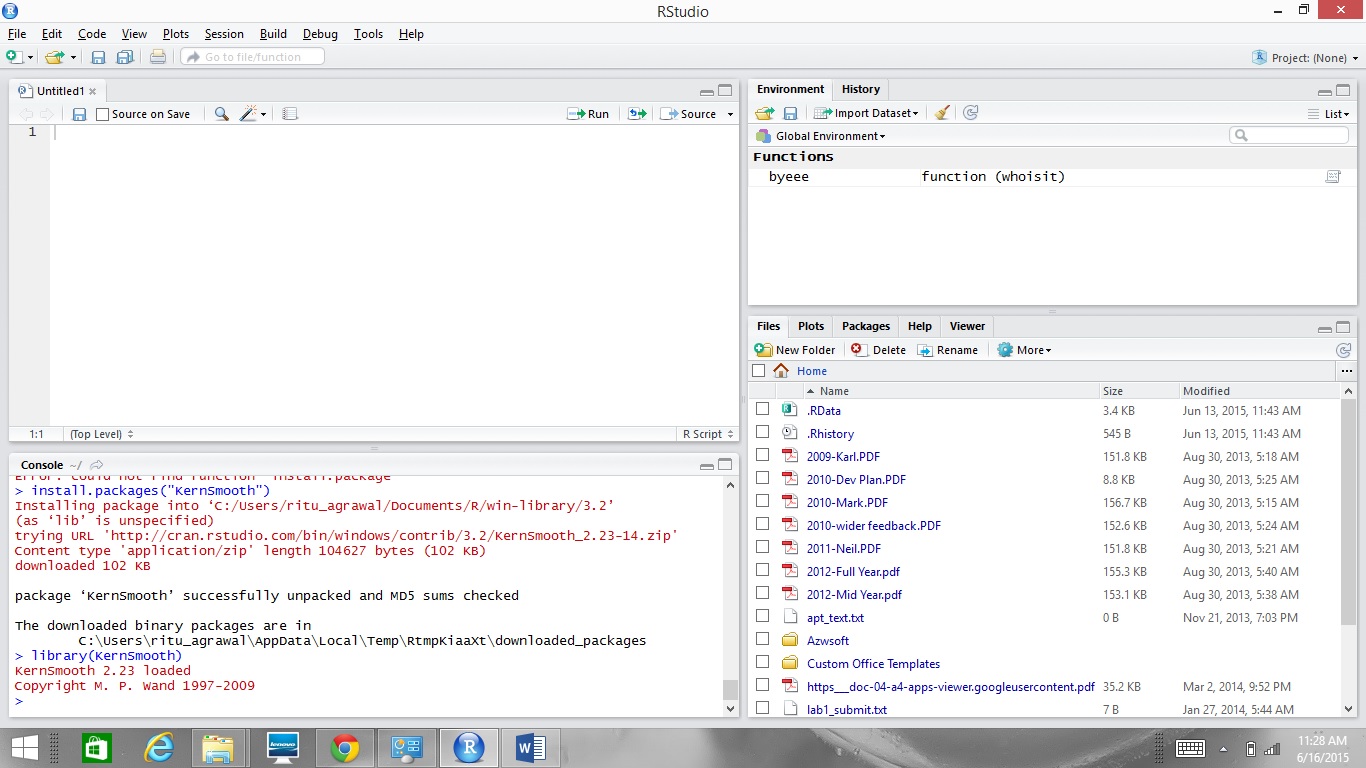 RStudio
File Edit Code View Plots Session Build Debug Tools Help
Go to file/function
Project: (None)
Untitled1
Source on Save
Run
Source
1
1:1 (Top Level) R Script
Console ~/
Error: could not find function "install.package"
> install.packages("KernSmooth")
Installing package into ‘C:/Users/ritu_agrawal/Documents/R/win-library/3.2’
(as ‘lib’ is unspecified)
trying URL 'http://cran.rstudio.com/bin/windows/contrib/3.2/KernSmooth_2.23-14.zip'
Content type 'application/zip' length 104627 bytes (102 KB)
downloaded 102 KB
package ‘KernSmooth’ successfully unpacked and MD5 sums checked
The downloaded binary packages are in
C:\Users\ritu_agrawal\AppData\Local\Temp\RtmpKiaaXt\downloaded_packages
> library(KernSmooth)
KernSmooth 2.23 loaded
Copyright M. P. Wand 1997-2009
>
Environment History
Import Dataset
List
Global Environment
Functions
byeee function (whoisit)
Files Plots Packages Help Viewer
New Folder Delete Rename More
Home ...
Name Size Modified
.RData 3.4 KB Jun 13, 2015, 11:43 AM
.Rhistory 545 B Jun 13, 2015, 11:43 AM
2009-Karl.PDF 151.8 KB Aug 30, 2013, 5:18 AM
2010-Dev Plan.PDF 8.8 KB Aug 30, 2013, 5:25 AM
2010-Mark.PDF 156.7 KB Aug 30, 2013, 5:15 AM
2010-wider feedback.PDF 152.6 KB Aug 30, 2013, 5:24 AM
2011-Neil.PDF 151.8 KB Aug 30, 2013, 5:21 AM
2012-Full Year.pdf 155.3 KB Aug 30, 2013, 5:40 AM
2012-Mid Year.pdf 153.1 KB Aug 30, 2013, 5:38 AM
apt_text.txt 0 B Nov 21, 2013, 7:03 PM
Azwsoft
Custom Office Templates
https___doc-04-a4-apps-viewer.googleusercontent.pdf 35.2 KB Mar 2, 2014, 9:52 PM
lab1_submit.txt 7 B Jan 27, 2014, 5:44 AM
lenovo
11:28 AM
6/16/2015